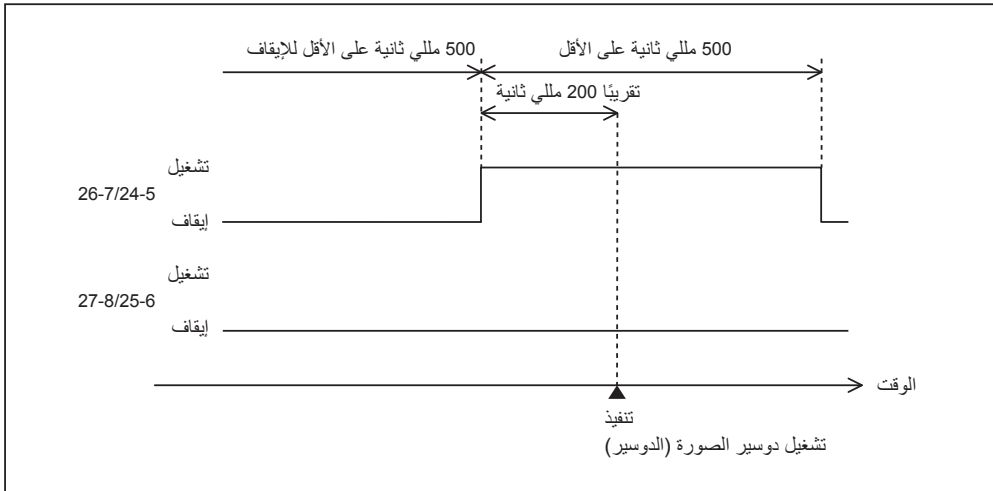 500 مللي ثانية على الأقل
500 مللي ثانية على الأقل للإيقاف
تقريبًا 200 مللي ثانية
تشغيل
26-7/24-5
إيقاف
تشغيل
27-8/25-6
إيقاف
الوقت
تنفيذ
تشغيل دوسير الصورة (الدوسير)